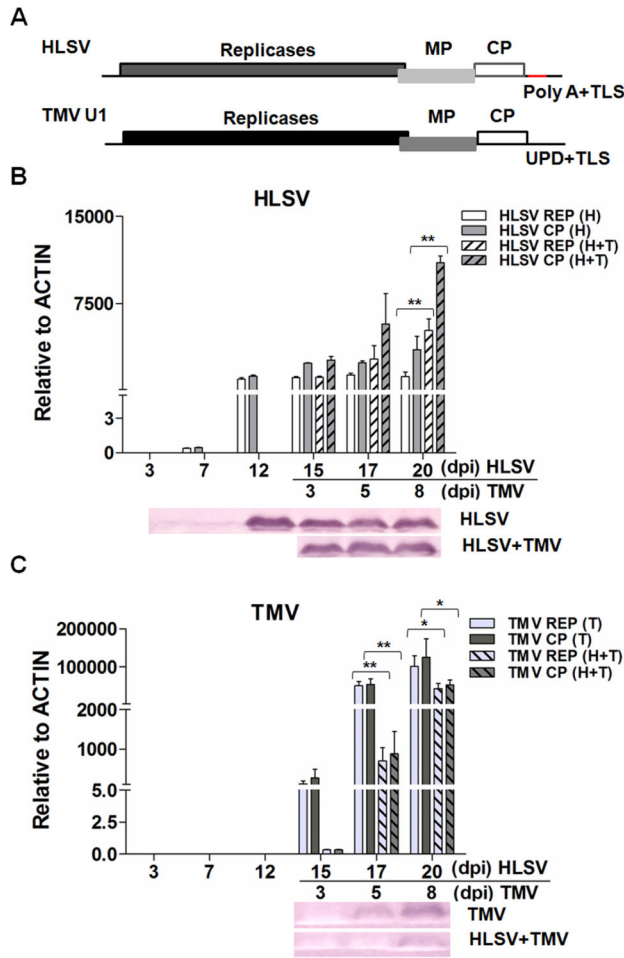 A
HLSV
Replicases
MP
CP
Poly A+TLS
TMV U1
Replicases
MP
CP
UPD+TLS
B
HLSV
15000
7500
3
0
Relative to ACTIN
HLSV REP (H)
HLSV CP (H)
HLSV REP (H+T)
HLSV CP (H+T)
**
**
3 7 12 15 17 20 (dpi) HLSV
3 5 8 (dpi) TMV
HLSV
HLSV+TMV
C
TMV
200000
100000
2000
1000
5.0
2.5
0.0
Relative to ACTIN
TMV REP (T)
TMV CP (T)
TMV REP (H+T)
TMV CP (H+T)
**
**
*
*
3 7 12 15 17 20 (dpi) HLSV
3 5 8 (dpi) TMV
TMV
HLSV+TMV